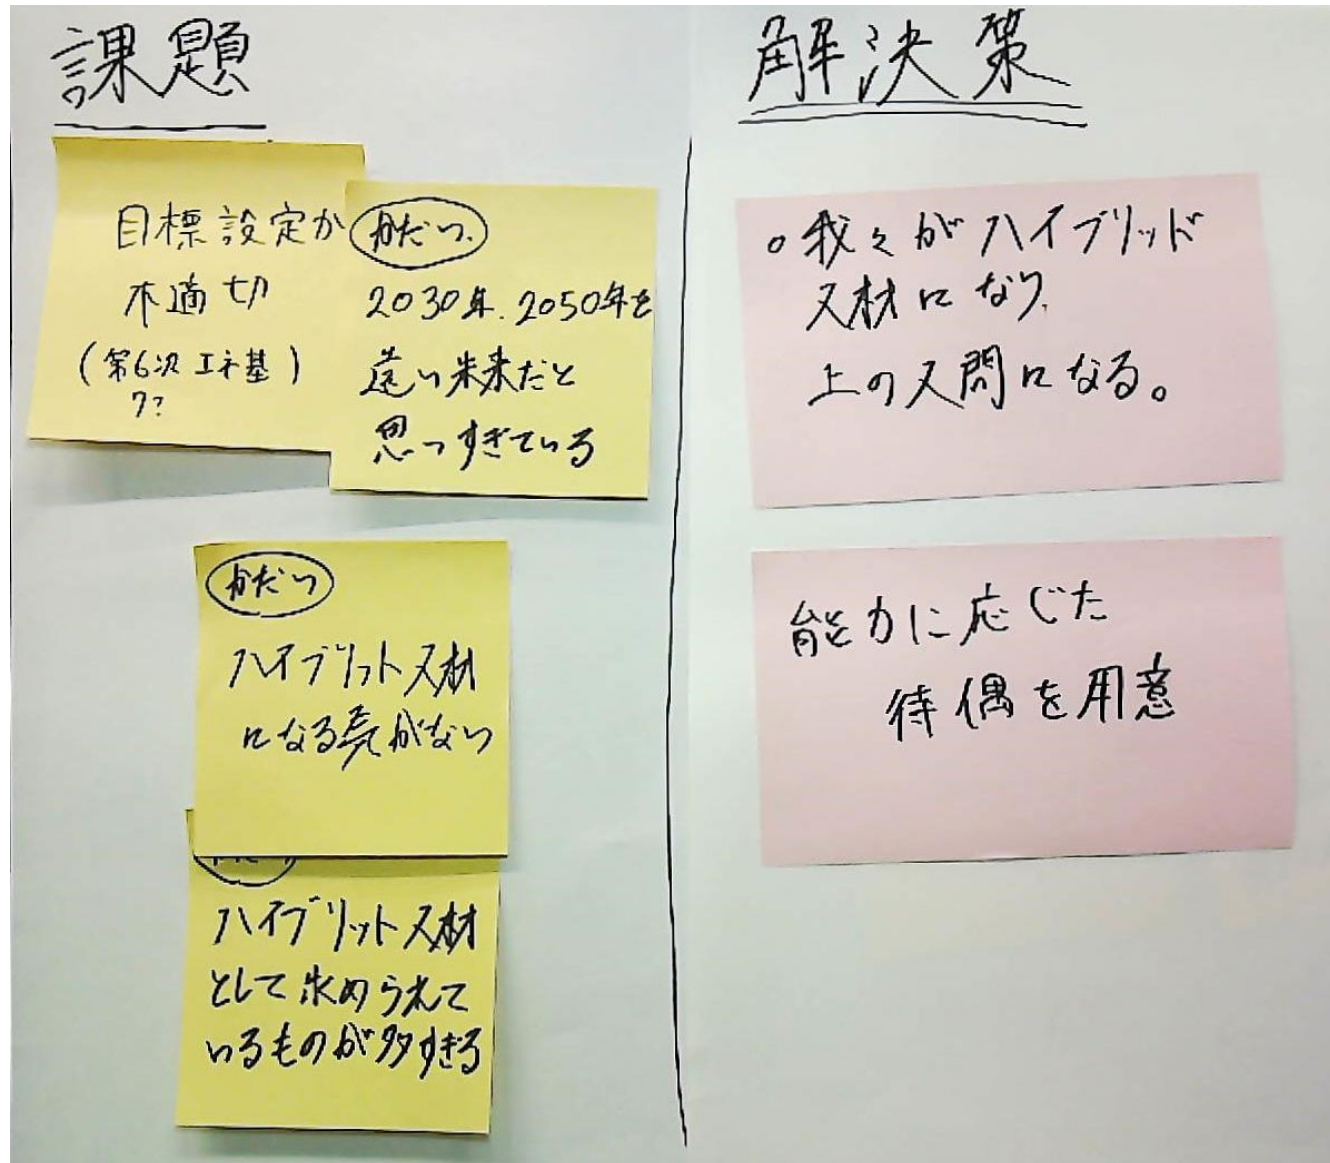 課題
目標設定が
不適切
(第6次エネ基)
かだい
2030年、2050年を
遠い未来だと
思っすぎている
かだい
ハイブリット人材
になる気がない
ハイブリット人材
として求められて
いるものが多すぎる
解決策
。我々がハイブリッド
人材になり、
上の人間になる。
能力に応じた
待偶を用意